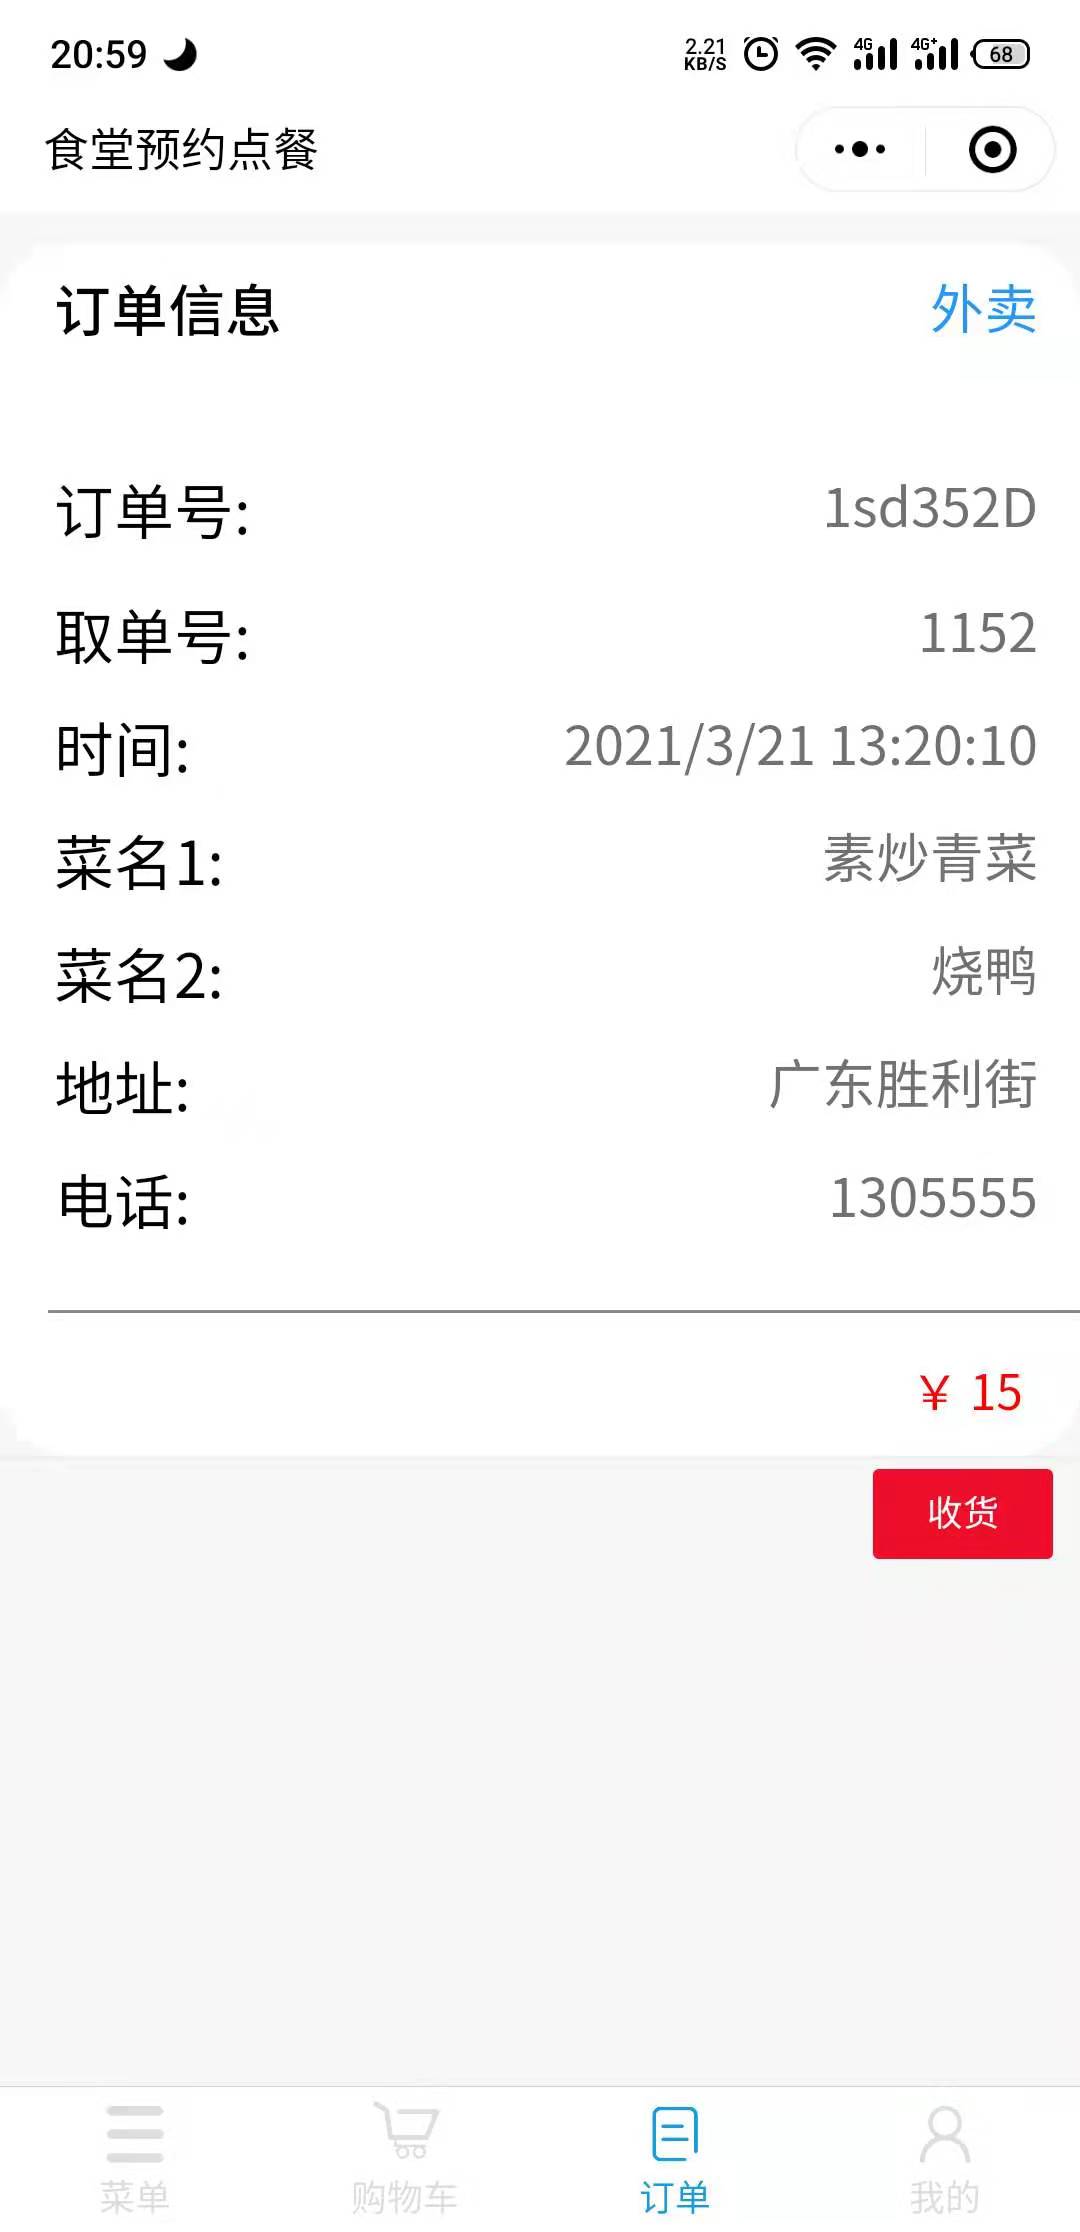 20:59 2.21 KB/S 4G 4G+ 68
食堂预约点餐
订单信息 外卖
订单号: 1sd352D
取单号: 1152
时间: 2021/3/21 13:20:10
菜名1: 素炒青菜
菜名2: 烧鸭
地址: 广东胜利街
电话: 1305555
￥ 15
收货
菜单 购物车 订单 我的